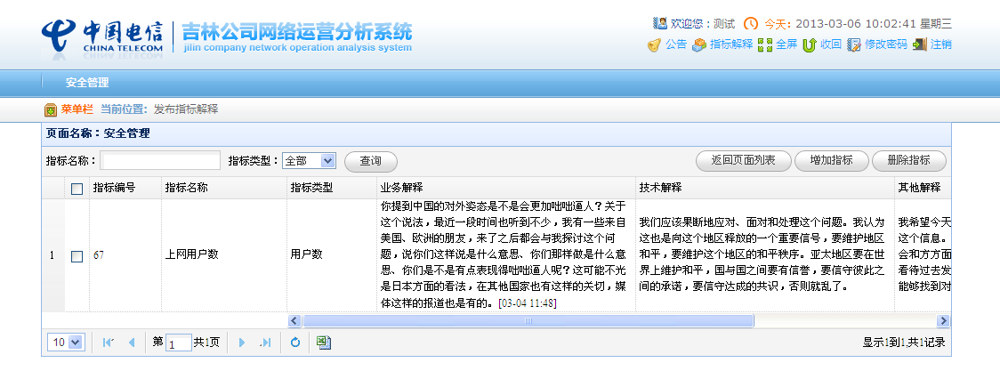 中国电信 吉林公司网络运营分析系统
CHINA TELECOM jilin company network operation analysis system
欢迎您：测试 今天：2013-03-06 10:02:41 星期三
公告 指标解释 全屏 收回 修改密码 注销
安全管理
菜单栏 当前位置：发布指标解释
页面名称：安全管理
指标名称： 指标类型：全部 查询 返回页面列表 增加指标 删除指标
指标编号 指标名称 指标类型 业务解释 技术解释 其他解释
1 67 上网用户数 用户数
你提到中国的对外姿态是不是会更加咄咄逼人？关于
这个说法，最近一段时间也听到不少，我有一些来自
美国、欧洲的朋友，来了之后都会与我探讨这个问
题，说你们这样说是什么意思、你们那样做是什么意
思、你们是不是有点表现得咄咄逼人呢？这可能不光
是日本方面的看法，在其他国家也有这样的关切，媒
体这样的报道也是有的。[03-04 11:48]
我们应该果断地应对、面对和处理这个问题。我认为
这也是向这个地区释放的一个重要信号，要维护地区
和平，要维护这个地区的和平秩序。亚太地区要在世
界上维护和平，国与国之间要有信誉，要信守彼此之
间的承诺，要信守达成的共识，否则就乱了。
我希望今天
这个信息。
会和方方面
看待过去发
能够找到对
10 第 1 共1页 显示1到1,共1记录